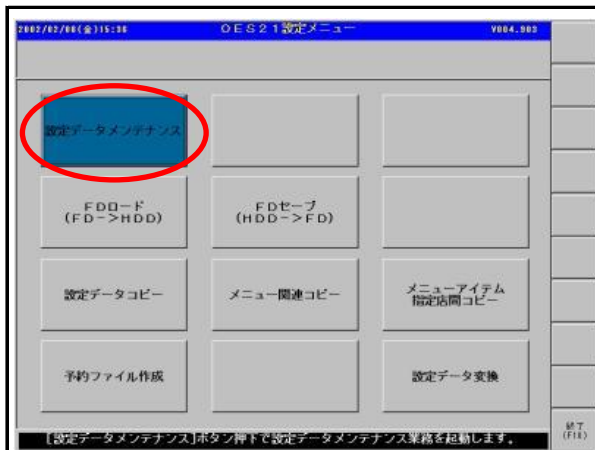 2002/02/08(金)15:36 OES21設定メニュー V004.903
設定データメンテナンス
FDロード
(FD->HDD)
FDセーブ
(HDD->FD)
設定データコピー
メニュー関連コピー
メニューアイテム
指定店間コピー
予約ファイル作成
設定データ変換
[設定データメンテナンス]ボタン押下で設定データメンテナンス業務を起動します。
終了
(F10)